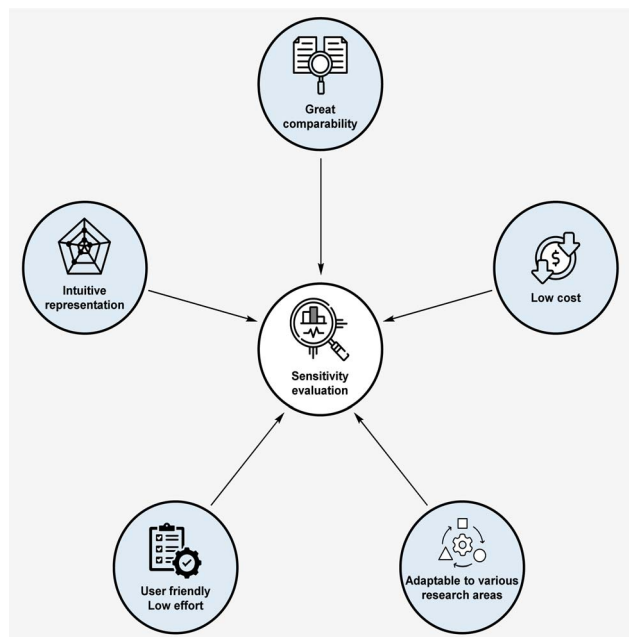 Great
comparability
Intuitive
representation
$
Low cost
Sensitivity
evaluation
User friendly
Low effort
Adaptable to various
research areas